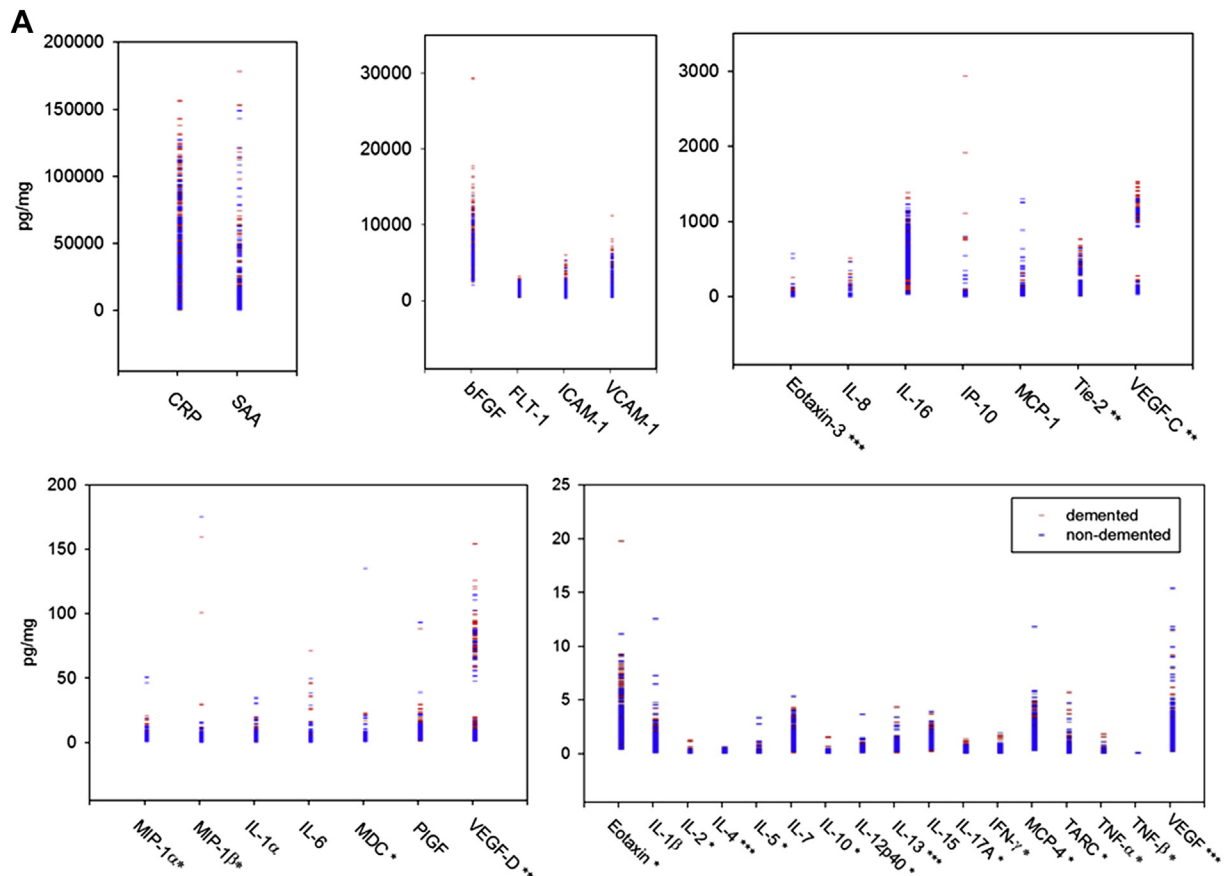 A
200000
150000
100000
50000
0
pg/mg
CRP
SAA
30000
20000
10000
0
bFGF
FLT-1
ICAM-1
VCAM-1
3000
2000
1000
0
Eotaxin-3 ***
IL-8
IL-16
IP-10
MCP-1
Tie-2 **
VEGF-C **
200
150
100
50
0
pg/mg
MIP-1α*
MIP-1β*
IL-1α
IL-6
MDC *
PlGF
VEGF-D **
25
20
15
10
5
0
demented
non-demented
Eotaxin *
IL-1β
IL-2 *
IL-4 ***
IL-5 *
IL-7
IL-10 *
IL-12p40 *
IL-13 ***
IL-15
IL-17A *
IFN-γ *
MCP-4 *
TARC *
TNF-α *
TNF-β *
VEGF ***